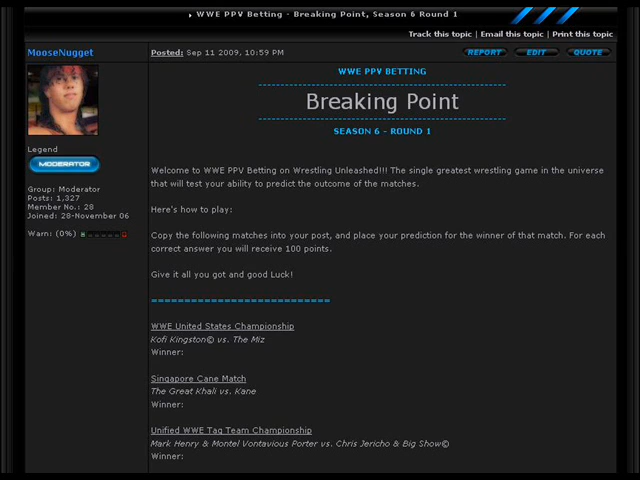 WWE PPV Betting - Breaking Point, Season 6 Round 1
Track this topic | Email this topic | Print this topic
MooseNugget
Posted: Sep 11 2009, 10:59 PM
REPORT EDIT QUOTE
WWE PPV BETTING
Breaking Point
SEASON 6 - ROUND 1
Legend
MODERATOR
Group: Moderator
Posts: 1,327
Member No.: 28
Joined: 28-November 06
Warn: (0%)
Welcome to WWE PPV Betting on Wrestling Unleashed!!! The single greatest wrestling game in the universe
that will test your ability to predict the outcome of the matches.
Here's how to play:
Copy the following matches into your post, and place your prediction for the winner of that match. For each
correct answer you will receive 100 points.
Give it all you got and good Luck!
===========================
WWE United States Championship
Kofi Kingston© vs. The Miz
Winner:
Singapore Cane Match
The Great Khali vs. Kane
Winner:
Unified WWE Tag Team Championship
Mark Henry & Montel Vontavious Porter vs. Chris Jericho & Big Show©
Winner: